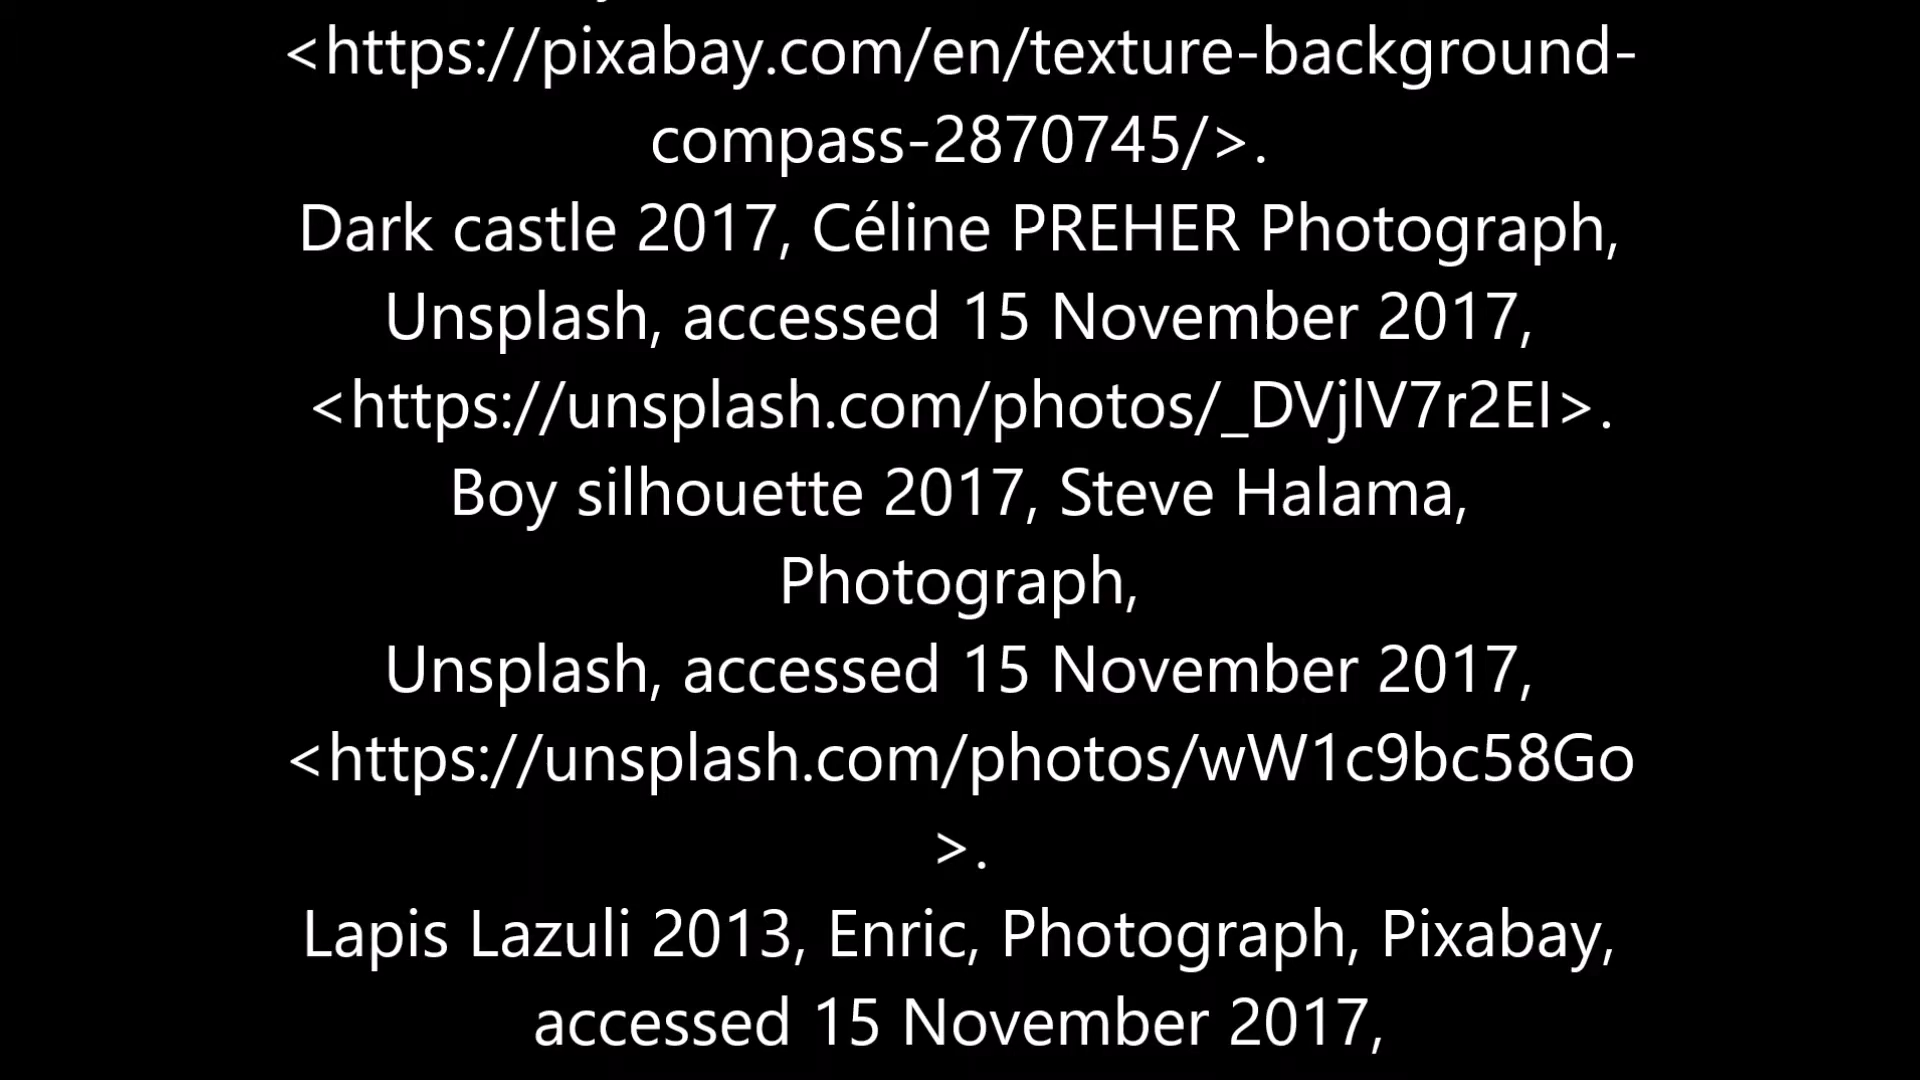 <https://pixabay.com/en/texture-background-
compass-2870745/>.
Dark castle 2017, Céline PREHER Photograph,
Unsplash, accessed 15 November 2017,
<https://unsplash.com/photos/_DVjlV7r2EI>.
Boy silhouette 2017, Steve Halama,
Photograph,
Unsplash, accessed 15 November 2017,
<https://unsplash.com/photos/wW1c9bc58Go
>.
Lapis Lazuli 2013, Enric, Photograph, Pixabay,
accessed 15 November 2017,